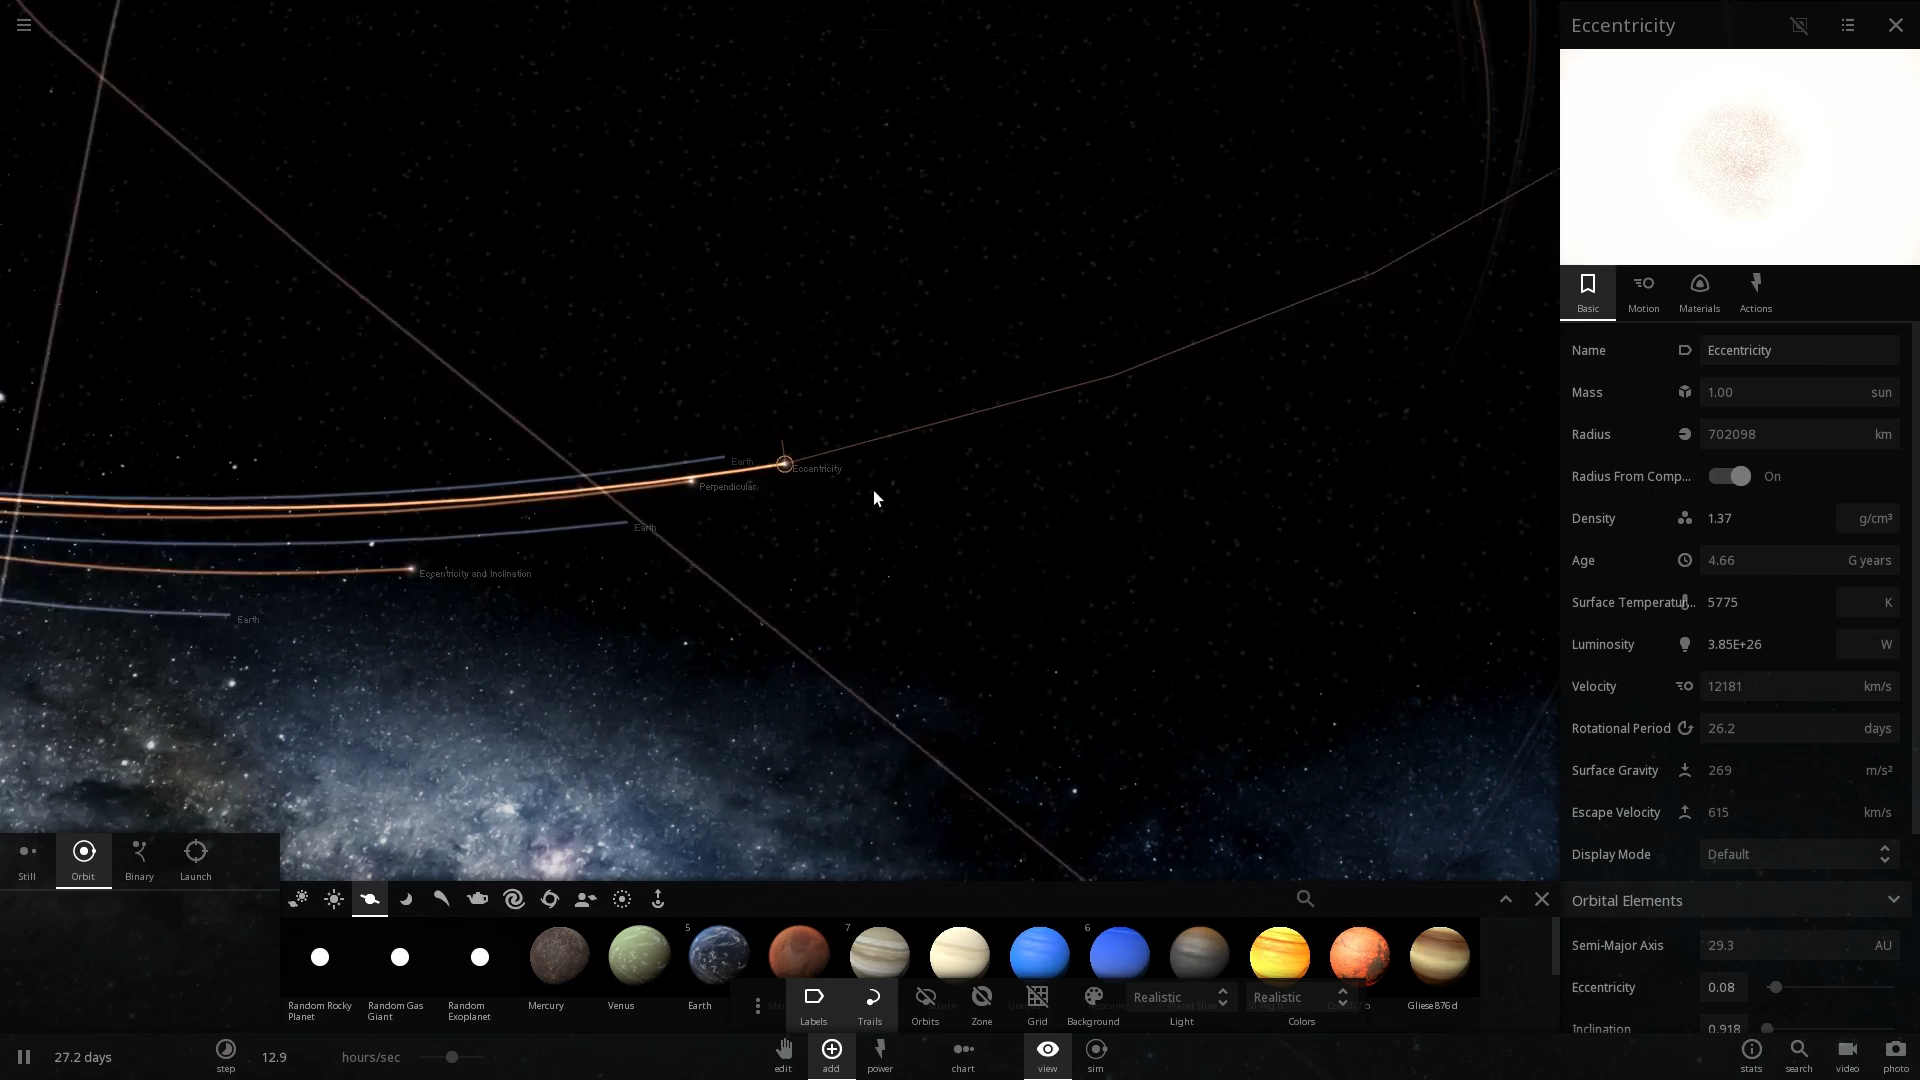 Eccentricity
Basic
Motion
Materials
Actions
Name
Eccentricity
Mass
1.00
sun
Radius
702098
km
Radius From Comp...
On
Density
1.37
g/cm³
Age
4.66
G years
Surface Temperatur...
5775
K
Luminosity
3.85E+26
W
Velocity
12181
km/s
Rotational Period
26.2
days
Surface Gravity
269
m/s²
Escape Velocity
615
km/s
Display Mode
Default
Orbital Elements
Semi-Major Axis
29.3
AU
Eccentricity
0.08
Inclination
0.918
Earth
Eccentricity
Perpendicular
Earth
Eccentricity and Inclination
Earth
Still
Orbit
Binary
Launch
5
7
6
Random Rocky
Planet
Random Gas
Giant
Random
Exoplanet
Mercury
Venus
Earth
Gliese 876 d
Labels
Trails
Orbits
Zone
Grid
Background
Realistic
Light
Realistic
Colors
27.2 days
step
12.9
hours/sec
edit
add
power
chart
view
sim
stats
search
video
photo